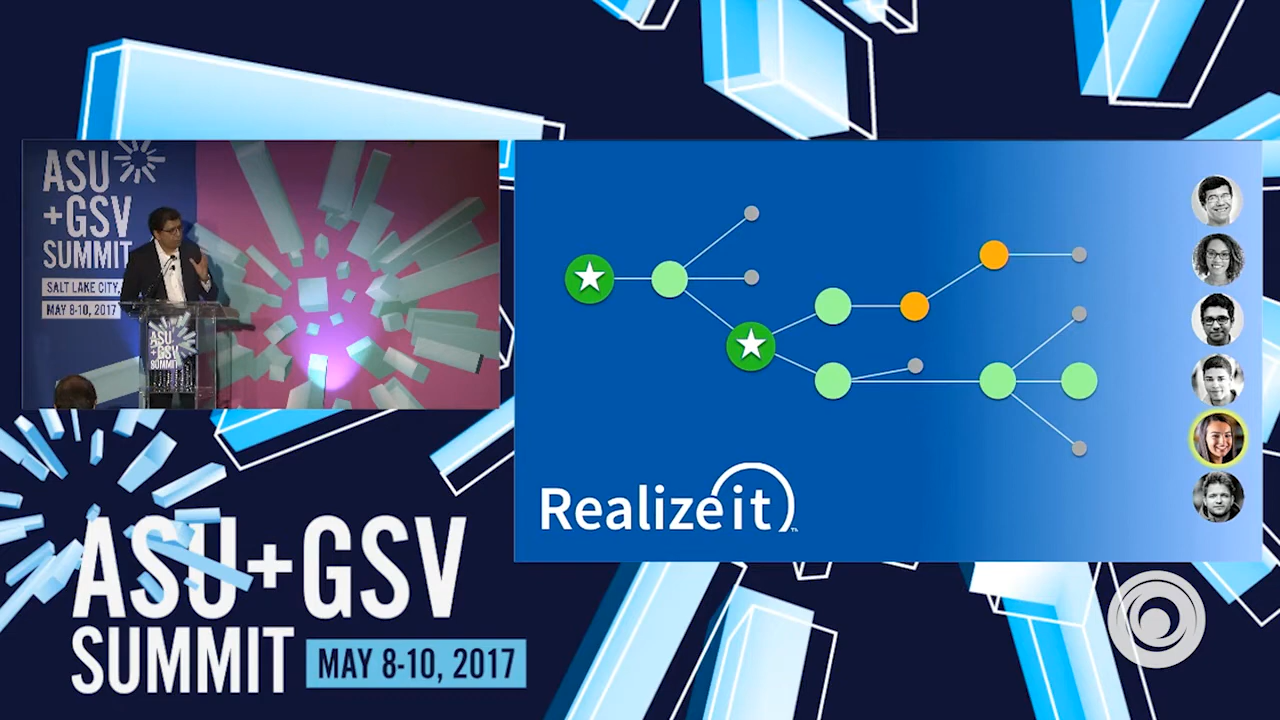 ASU
+GSV
SUMMIT
SALT LAKE CITY,
MAY 8-10, 2017
ASU
+GSV
SUMMIT
Realizeit™
ASU+GSV
SUMMIT
MAY 8-10, 2017